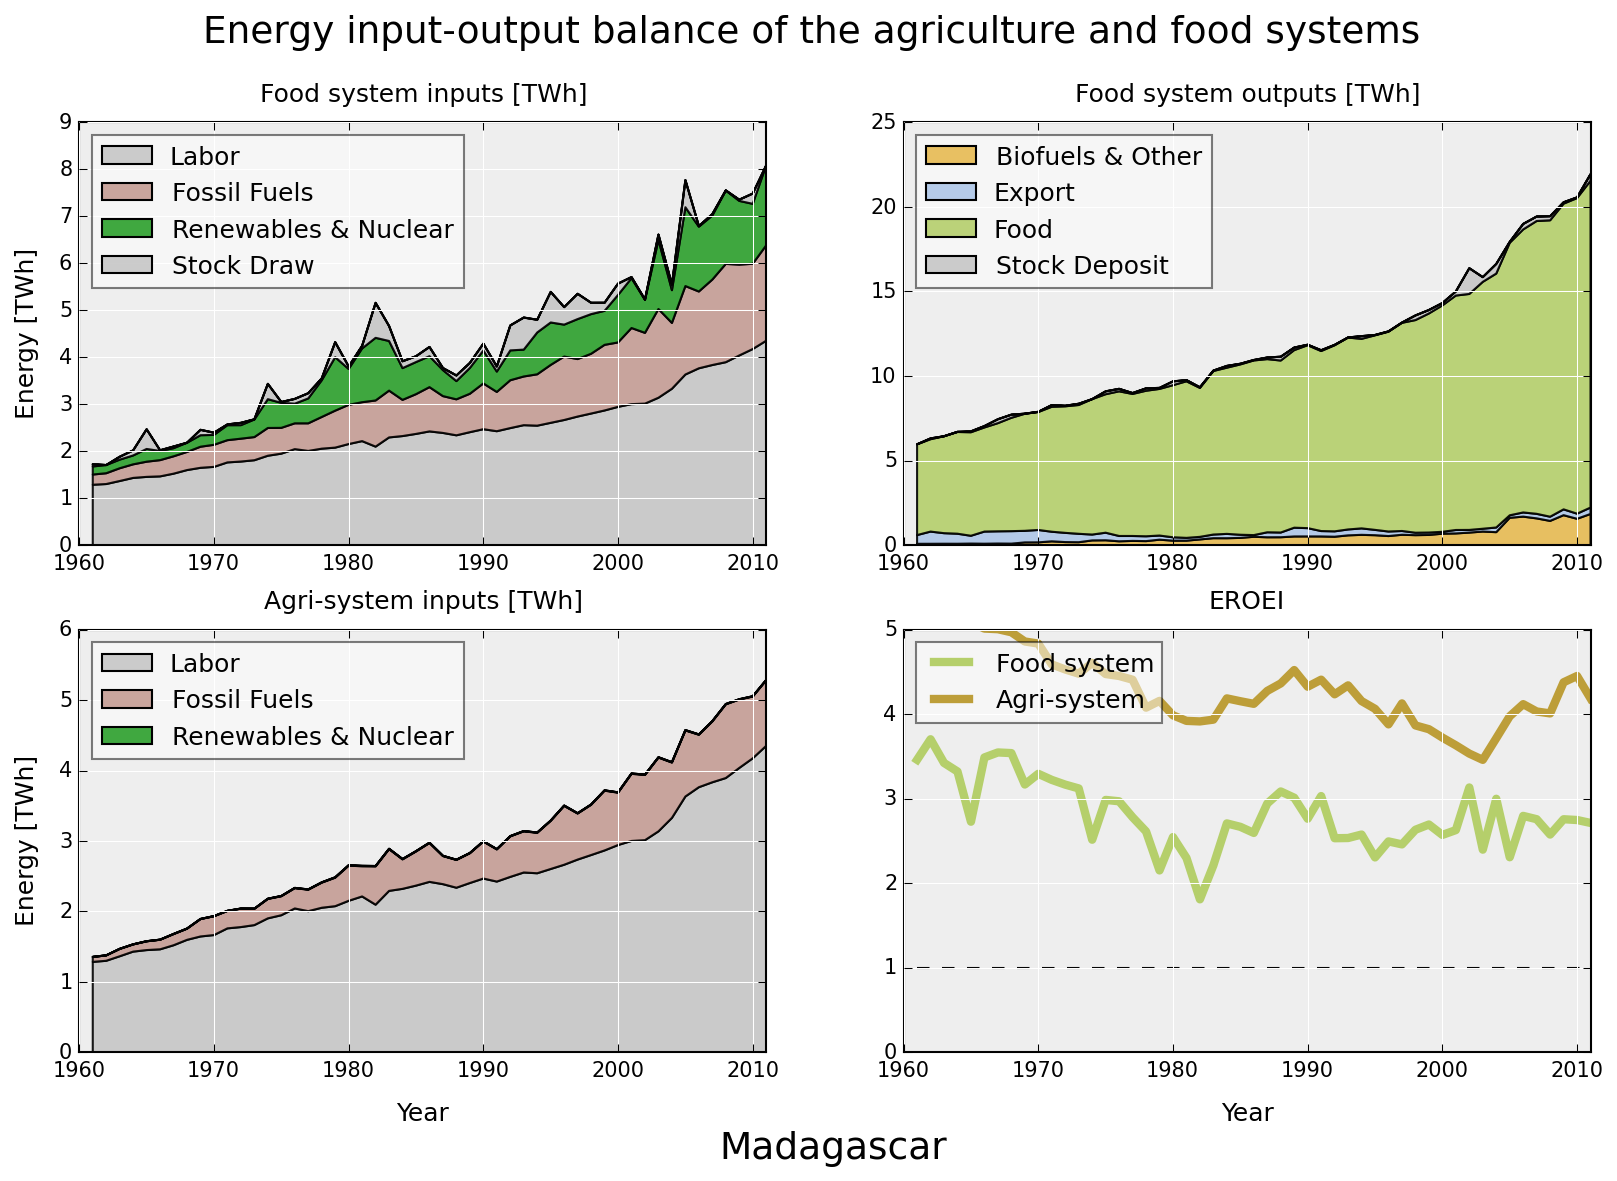 Energy input-output balance of the agriculture and food systems
Food system inputs [TWh]
Energy [TWh]
9
8
7
6
5
4
3
2
1
0
Labor
Fossil Fuels
Renewables & Nuclear
Stock Draw
1960 1970 1980 1990 2000 2010
Food system outputs [TWh]
25
20
15
10
5
0
Biofuels & Other
Export
Food
Stock Deposit
1960 1970 1980 1990 2000 2010
Agri-system inputs [TWh]
Energy [TWh]
6
5
4
3
2
1
0
Labor
Fossil Fuels
Renewables & Nuclear
1960 1970 1980 1990 2000 2010
Year
EROEI
5
4
3
2
1
0
Food system
Agri-system
1960 1970 1980 1990 2000 2010
Year
Madagascar